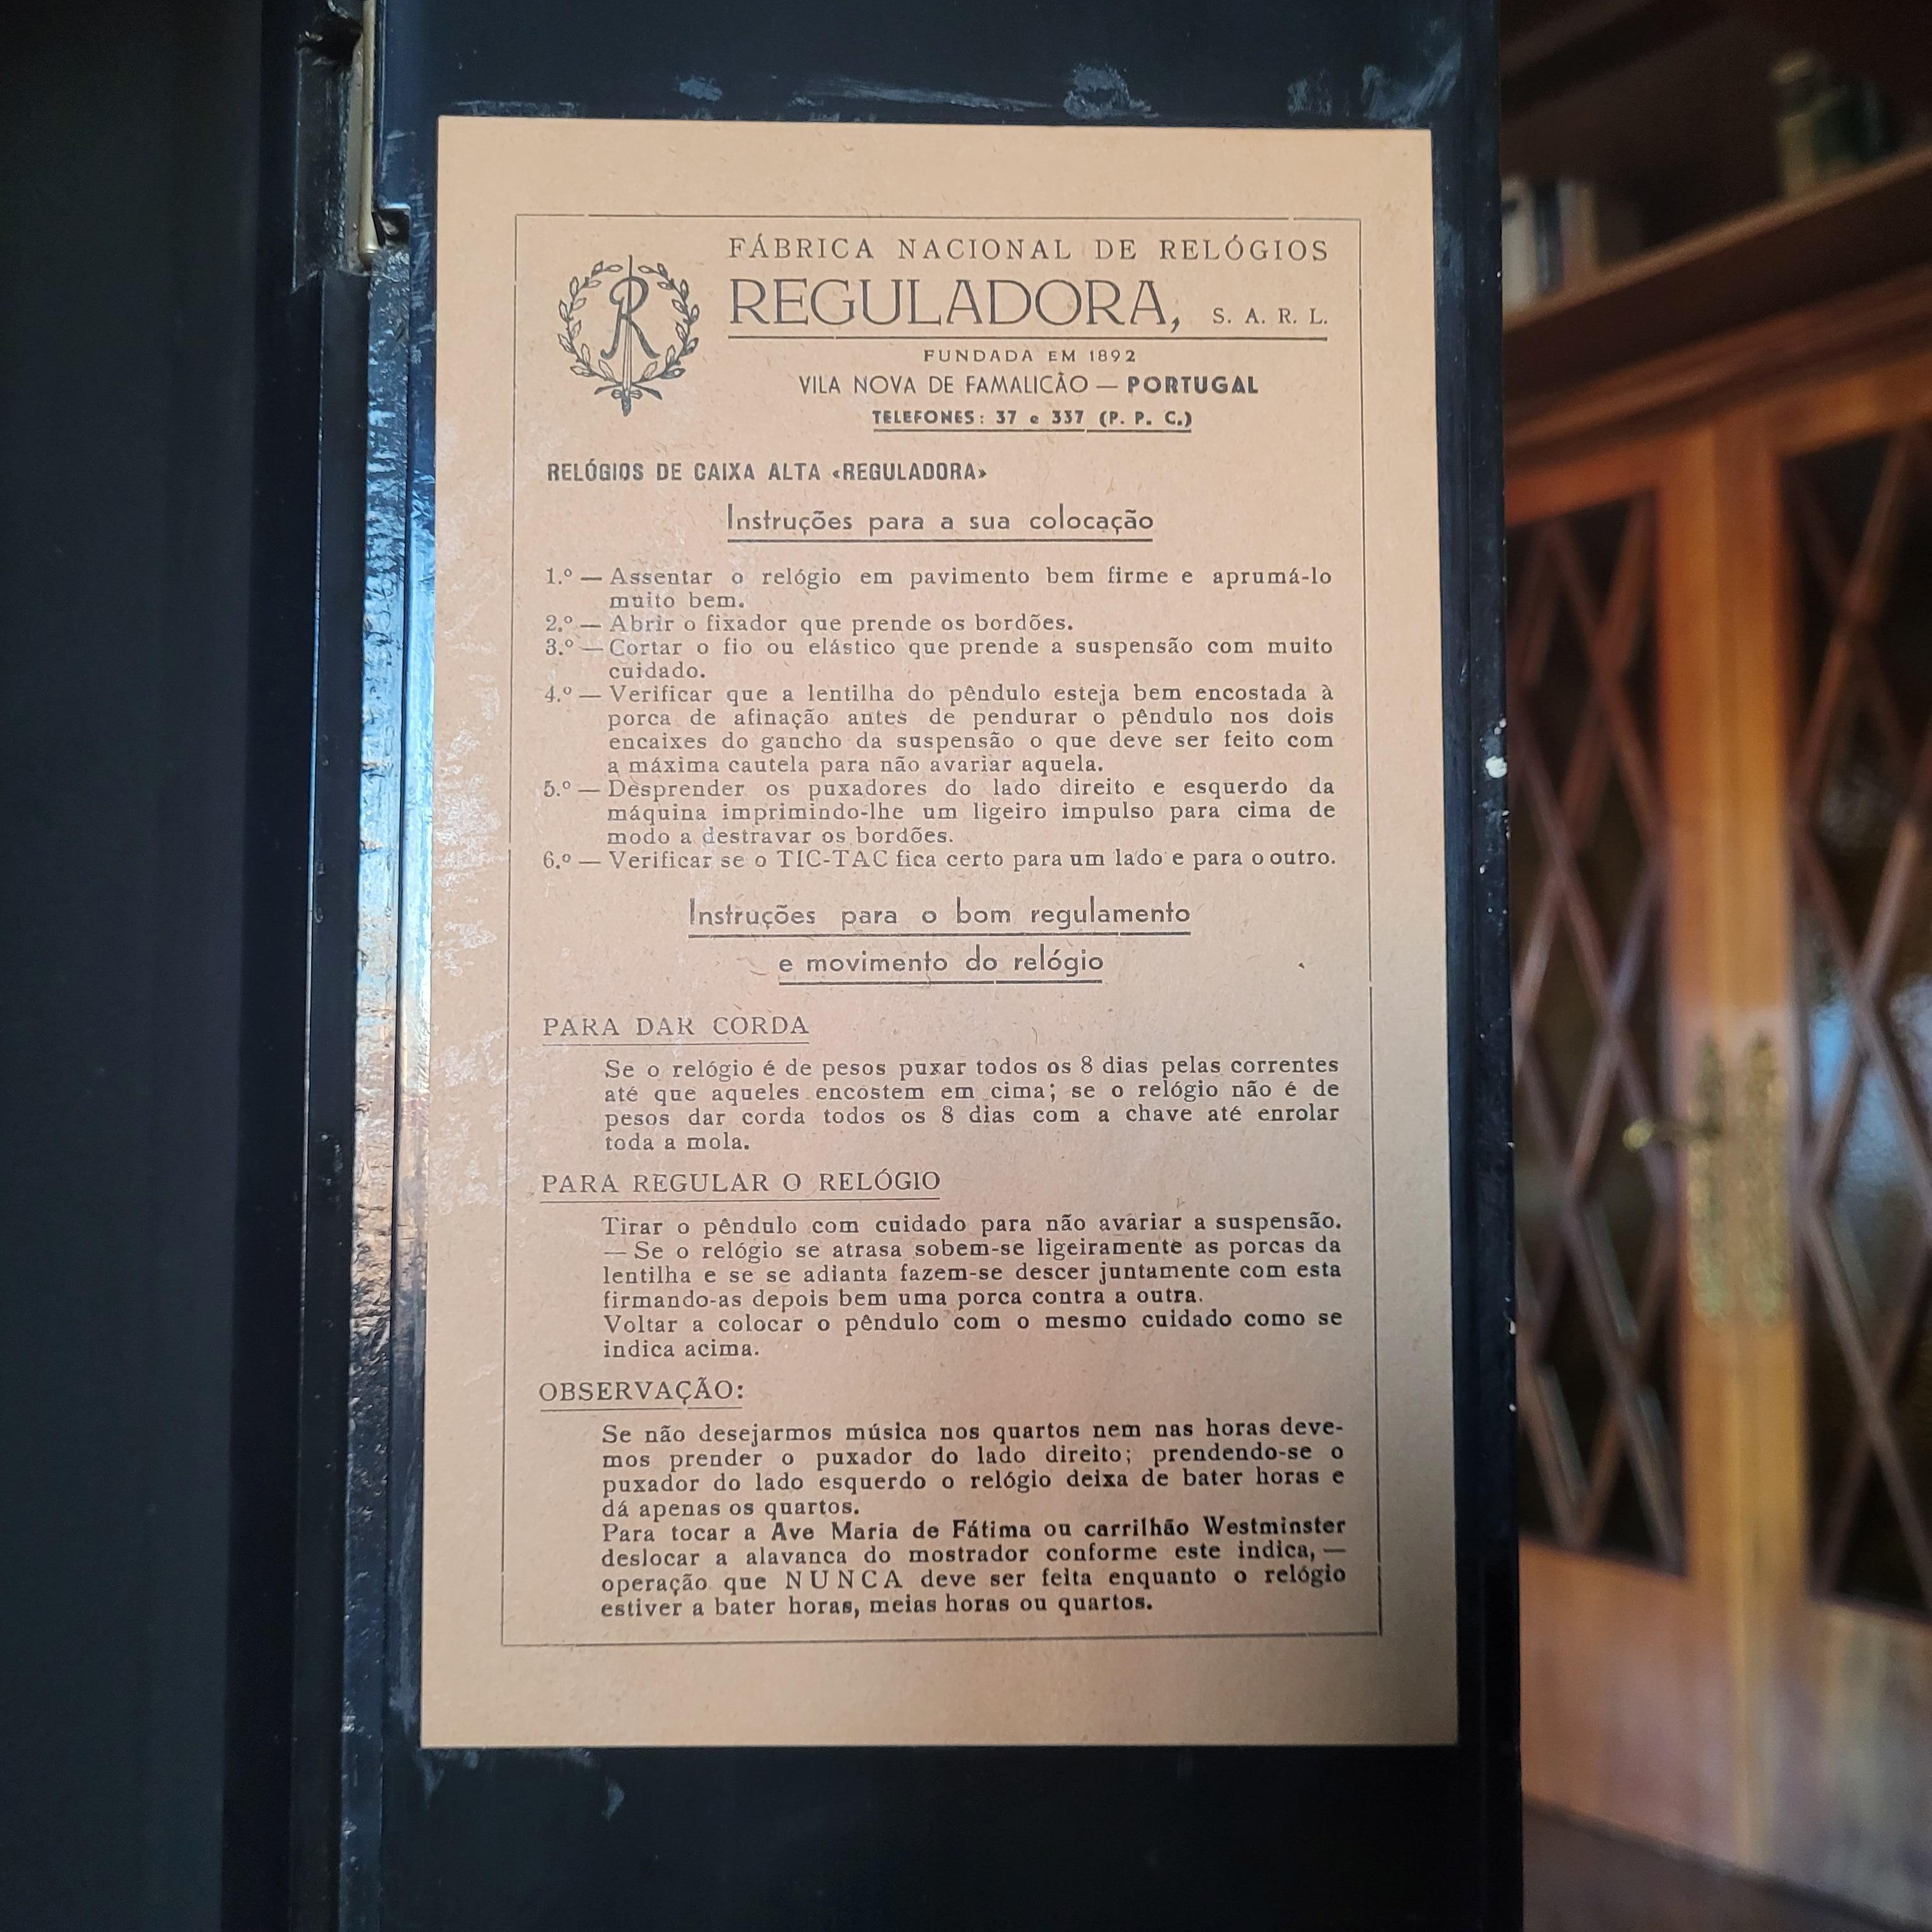 R
FÁBRICA NACIONAL DE RELÓGIOS
REGULADORA, S. A. R. L.
FUNDADA EM 1892
VILA NOVA DE FAMALICÃO — PORTUGAL
TELEFONES: 37 e 337 (P. P. C.)
RELÓGIOS DE CAIXA ALTA «REGULADORA»
Instruções para a sua colocação
1.º — Assentar o relógio em pavimento bem firme e aprumá-lo
muito bem.
2.º — Abrir o fixador que prende os bordões.
3.º — Cortar o fio ou elástico que prende a suspensão com muito
cuidado.
4.º — Verificar que a lentilha do pêndulo esteja bem encostada à
porca de afinação antes de pendurar o pêndulo nos dois
encaixes do gancho da suspensão o que deve ser feito com
a máxima cautela para não avariar aquela.
5.º — Desprender os puxadores do lado direito e esquerdo da
máquina imprimindo-lhe um ligeiro impulso para cima de
modo a destravar os bordões.
6.º — Verificar se o TIC-TAC fica certo para um lado e para o outro.
Instruções para o bom regulamento
e movimento do relógio
PARA DAR CORDA
Se o relógio é de pesos puxar todos os 8 dias pelas correntes
até que aqueles encostem em cima; se o relógio não é de
pesos dar corda todos os 8 dias com a chave até enrolar
toda a mola.
PARA REGULAR O RELÓGIO
Tirar o pêndulo com cuidado para não avariar a suspensão.
— Se o relógio se atrasa sobem-se ligeiramente as porcas da
lentilha e se se adianta fazem-se descer juntamente com esta
firmando-as depois bem uma porca contra a outra.
Voltar a colocar o pêndulo com o mesmo cuidado como se
indica acima.
OBSERVAÇÃO:
Se não desejarmos música nos quartos nem nas horas deve-
mos prender o puxador do lado direito; prendendo-se o
puxador do lado esquerdo o relógio deixa de bater horas e
dá apenas os quartos.
Para tocar a Ave Maria de Fátima ou carrilhão Westminster
deslocar a alavanca do mostrador conforme este indica, —
operação que NUNCA deve ser feita enquanto o relógio
estiver a bater horas, meias horas ou quartos.